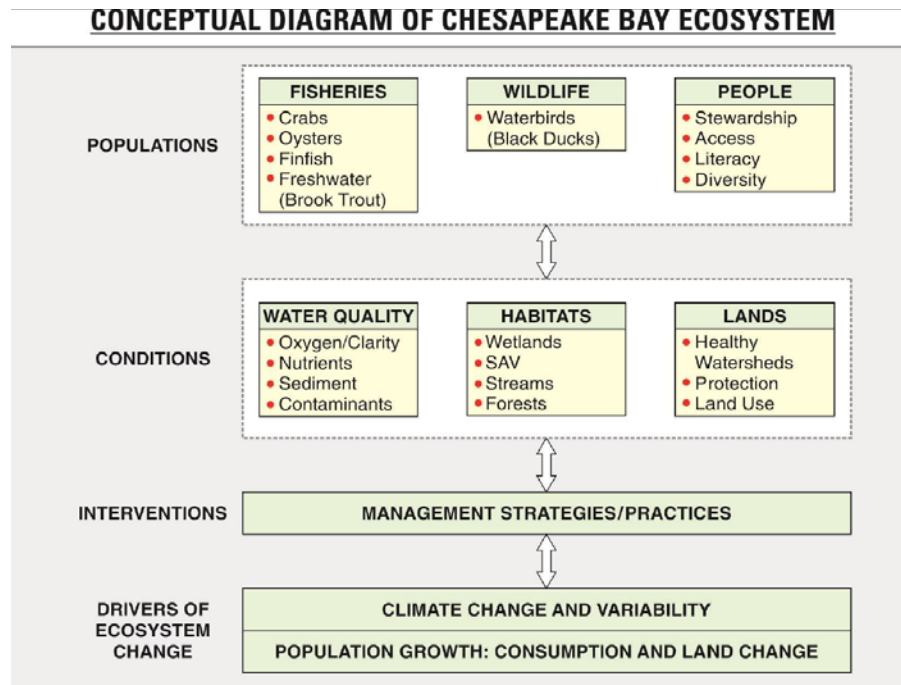 CONCEPTUAL DIAGRAM OF CHESAPEAKE BAY ECOSYSTEM
POPULATIONS
FISHERIES
• Crabs
• Oysters
• Finfish
• Freshwater
(Brook Trout)
WILDLIFE
• Waterbirds
(Black Ducks)
PEOPLE
• Stewardship
• Access
• Literacy
• Diversity
CONDITIONS
WATER QUALITY
• Oxygen/Clarity
• Nutrients
• Sediment
• Contaminants
HABITATS
• Wetlands
• SAV
• Streams
• Forests
LANDS
• Healthy
Watersheds
• Protection
• Land Use
INTERVENTIONS
MANAGEMENT STRATEGIES/PRACTICES
DRIVERS OF
ECOSYSTEM
CHANGE
CLIMATE CHANGE AND VARIABILITY
POPULATION GROWTH: CONSUMPTION AND LAND CHANGE